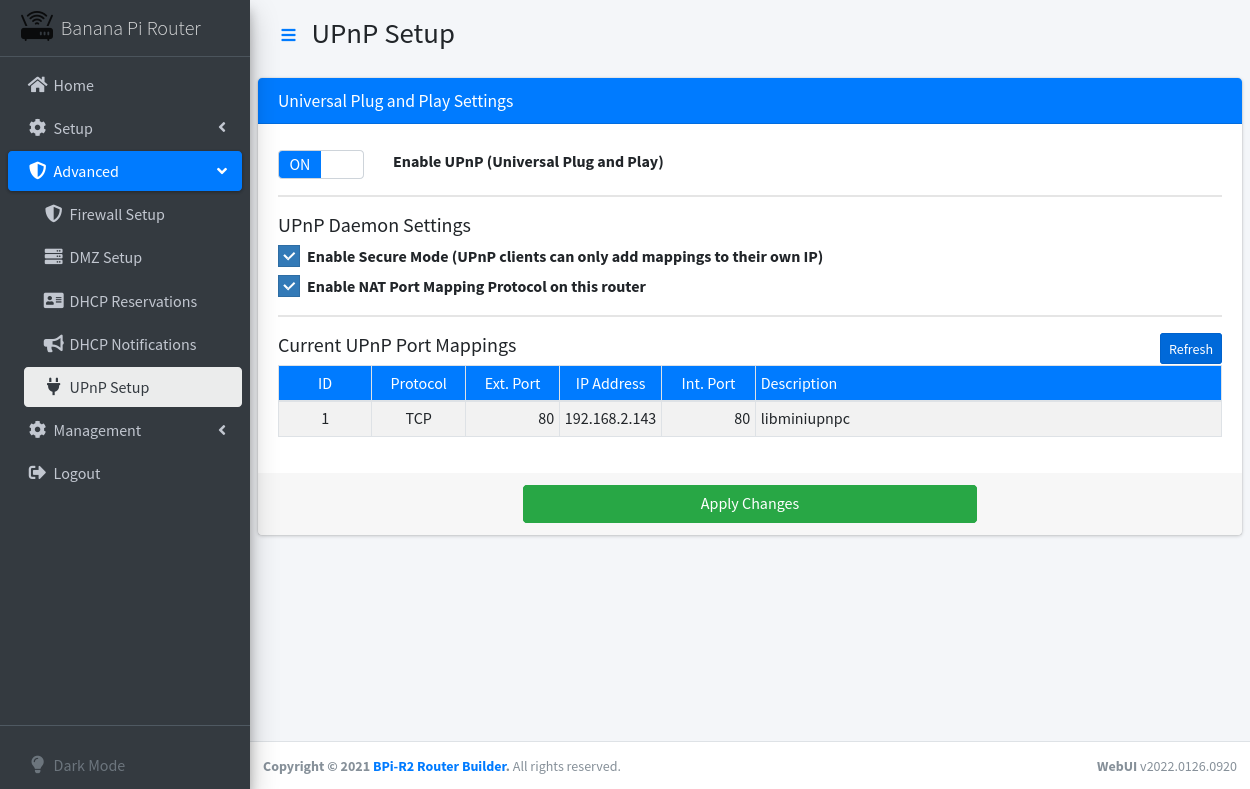 Banana Pi Router
Home
Setup
Advanced
Firewall Setup
DMZ Setup
DHCP Reservations
DHCP Notifications
UPnP Setup
Management
Logout
Dark Mode
UPnP Setup
Universal Plug and Play Settings
ON Enable UPnP (Universal Plug and Play)
UPnP Daemon Settings
Enable Secure Mode (UPnP clients can only add mappings to their own IP)
Enable NAT Port Mapping Protocol on this router
Current UPnP Port Mappings Refresh
ID Protocol Ext. Port IP Address Int. Port Description
1 TCP 80 192.168.2.143 80 libminiupnpc
Apply Changes
Copyright © 2021 BPi-R2 Router Builder. All rights reserved. WebUI v2022.0126.0920